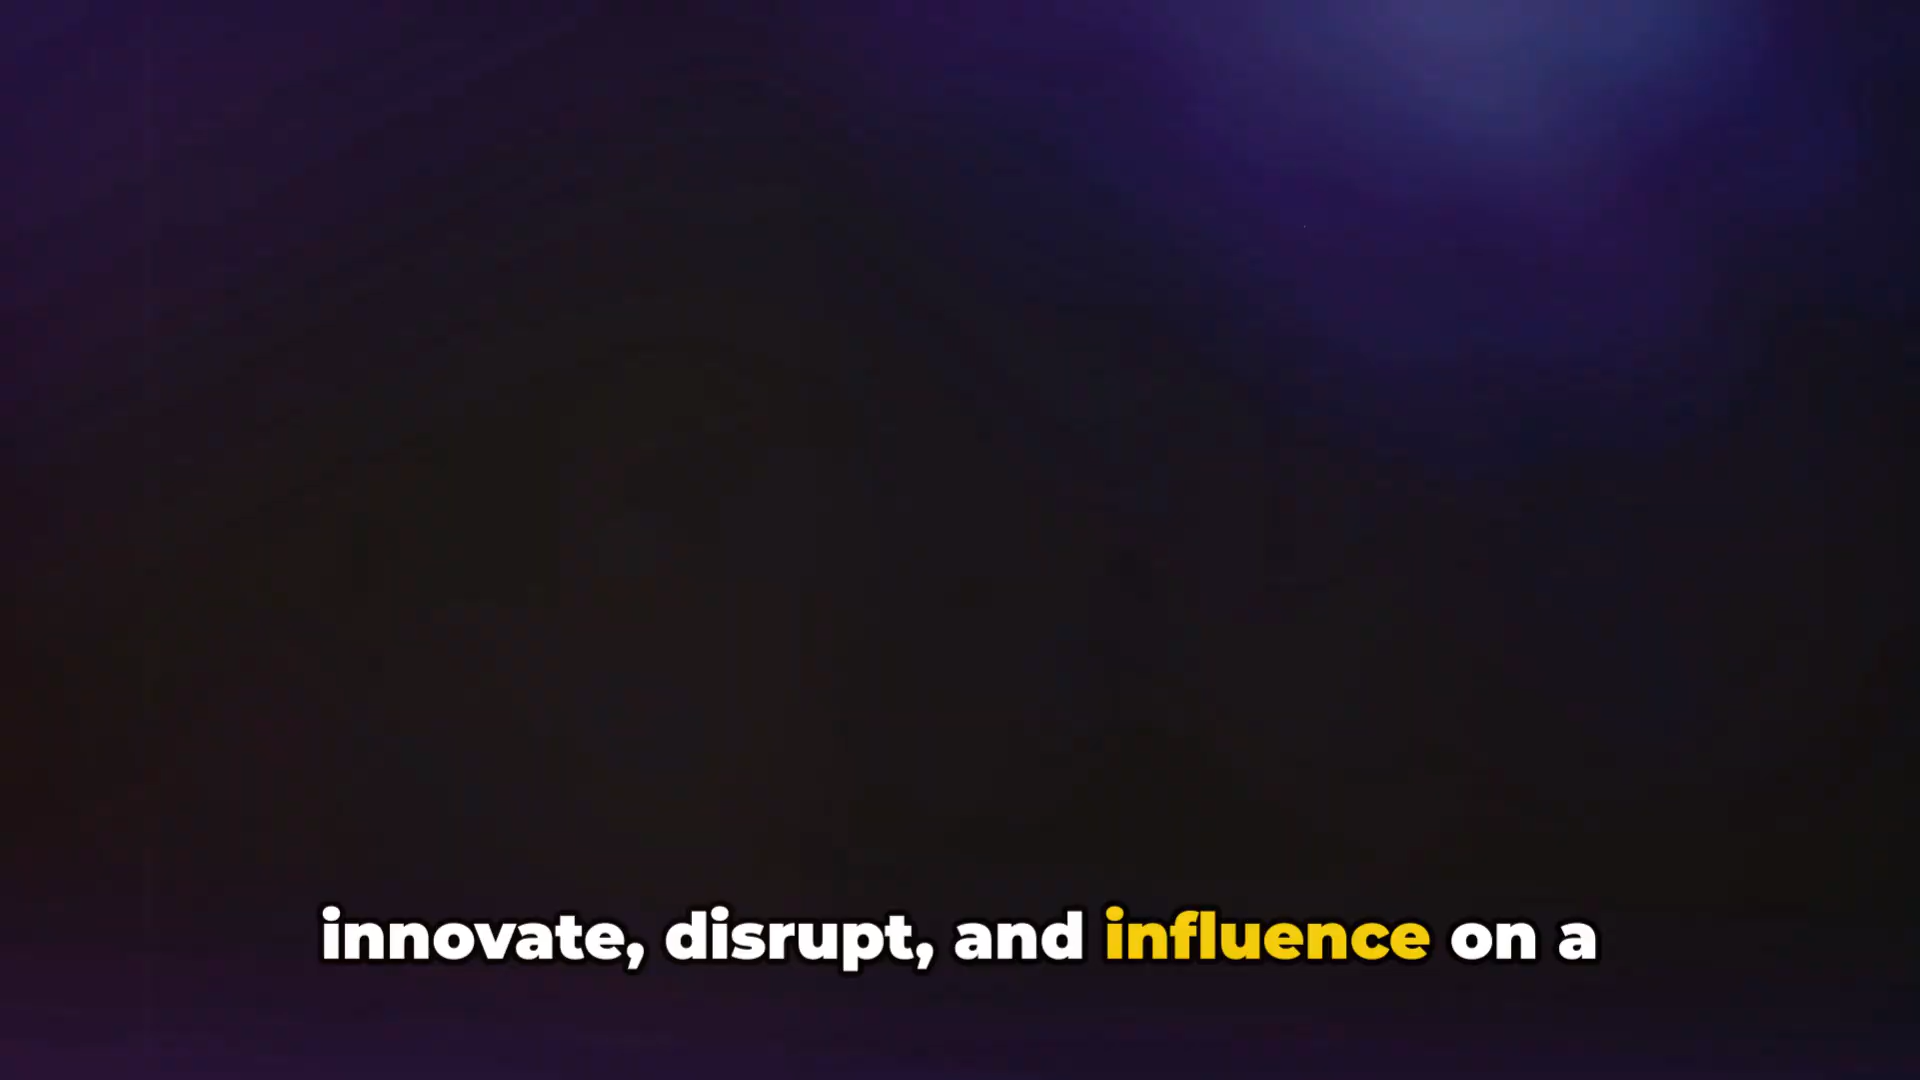 innovate, disrupt, and influence on a